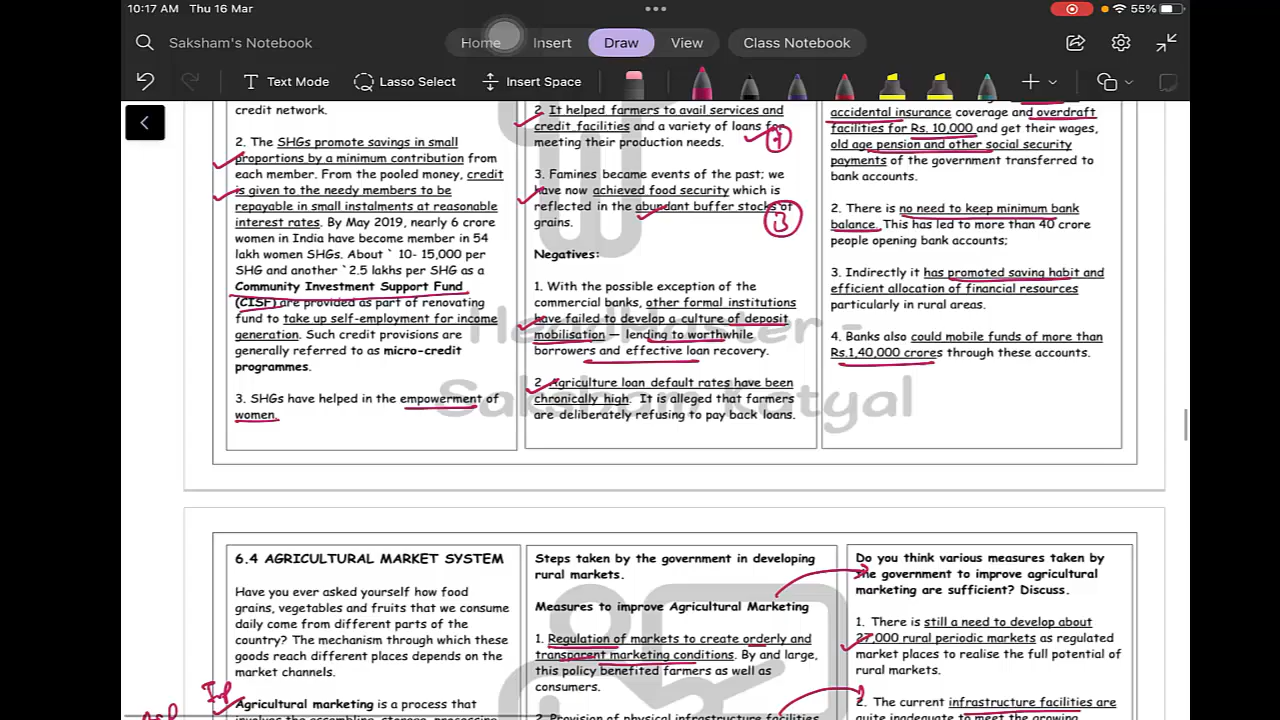 10:17 AM Thu 16 Mar
55%
Saksham's Notebook
Home Insert Draw View Class Notebook
Text Mode Lasso Select Insert Space
credit network.
2. The SHGs promote savings in small
proportions by a minimum contribution from
each member. From the pooled money, credit
is given to the needy members to be
repayable in small instalments at reasonable
interest rates. By May 2019, nearly 6 crore
women in India have become member in 54
lakh women SHGs. About ` 10- 15,000 per
SHG and another `2.5 lakhs per SHG as a
Community Investment Support Fund
(CISF) are provided as part of renovating
fund to take up self-employment for income
generation. Such credit provisions are
generally referred to as micro-credit
programmes.
3. SHGs have helped in the empowerment of
women.
2. It helped farmers to avail services and
credit facilities and a variety of loans for
meeting their production needs.
3. Famines became events of the past; we
have now achieved food security which is
reflected in the abundant buffer stocks of
grains.
3
Negatives:
1. With the possible exception of the
commercial banks, other formal institutions
have failed to develop a culture of deposit
mobilisation — lending to worthwhile
borrowers and effective loan recovery.
2. Agriculture loan default rates have been
chronically high. It is alleged that farmers
are deliberately refusing to pay back loans.
accidental insurance coverage and overdraft
facilities for Rs. 10,000 and get their wages,
old age pension and other social security
payments of the government transferred to
bank accounts.
2. There is no need to keep minimum bank
balance. This has led to more than 40 crore
people opening bank accounts;
3. Indirectly it has promoted saving habit and
efficient allocation of financial resources
particularly in rural areas.
4. Banks also could mobile funds of more than
Rs.1,40,000 crores through these accounts.
Headmaster -
Saksham Katyal
6.4 AGRICULTURAL MARKET SYSTEM
Have you ever asked yourself how food
grains, vegetables and fruits that we consume
daily come from different parts of the
country? The mechanism through which these
goods reach different places depends on the
market channels.
Imp
Agricultural marketing is a process that
involves the assembling, storage, processing,
Steps taken by the government in developing
rural markets.
Measures to improve Agricultural Marketing
1. Regulation of markets to create orderly and
transparent marketing conditions. By and large,
this policy benefited farmers as well as
consumers.
2. Provision of physical infrastructure facilities
Do you think various measures taken by
the government to improve agricultural
marketing are sufficient? Discuss.
1. There is still a need to develop about
27,000 rural periodic markets as regulated
market places to realise the full potential of
rural markets.
2. The current infrastructure facilities are
quite inadequate to meet the growing